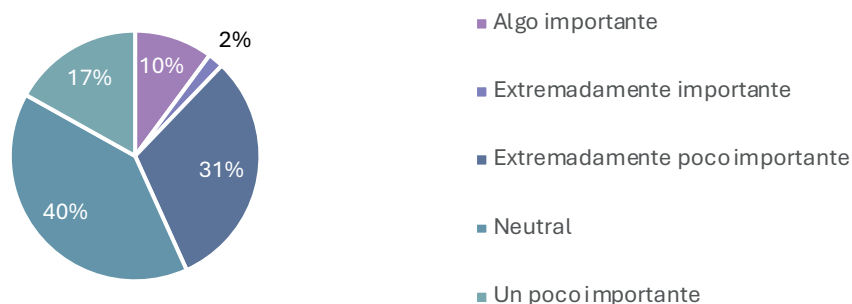 10%
2%
31%
40%
17%
Algo importante
Extremadamente importante
Extremadamente poco importante
Neutral
Un poco importante